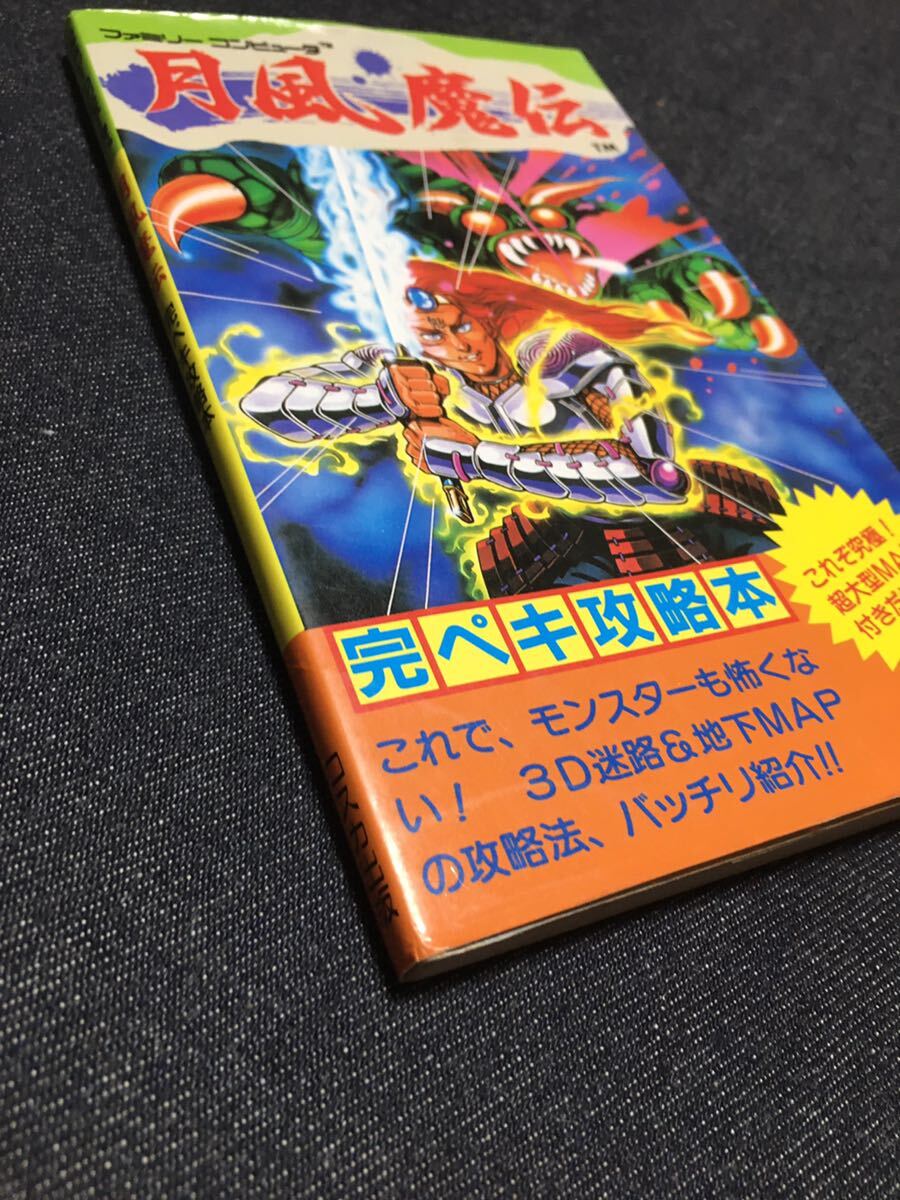 ファミリー コンピュータ
月風魔伝
TM
完ペキ攻略本
これぞ究極！
超大型MA
付きだ
これで、モンスターも怖くな
い！ 3D迷路&地下MAP
の攻略法、バッチリ紹介!!